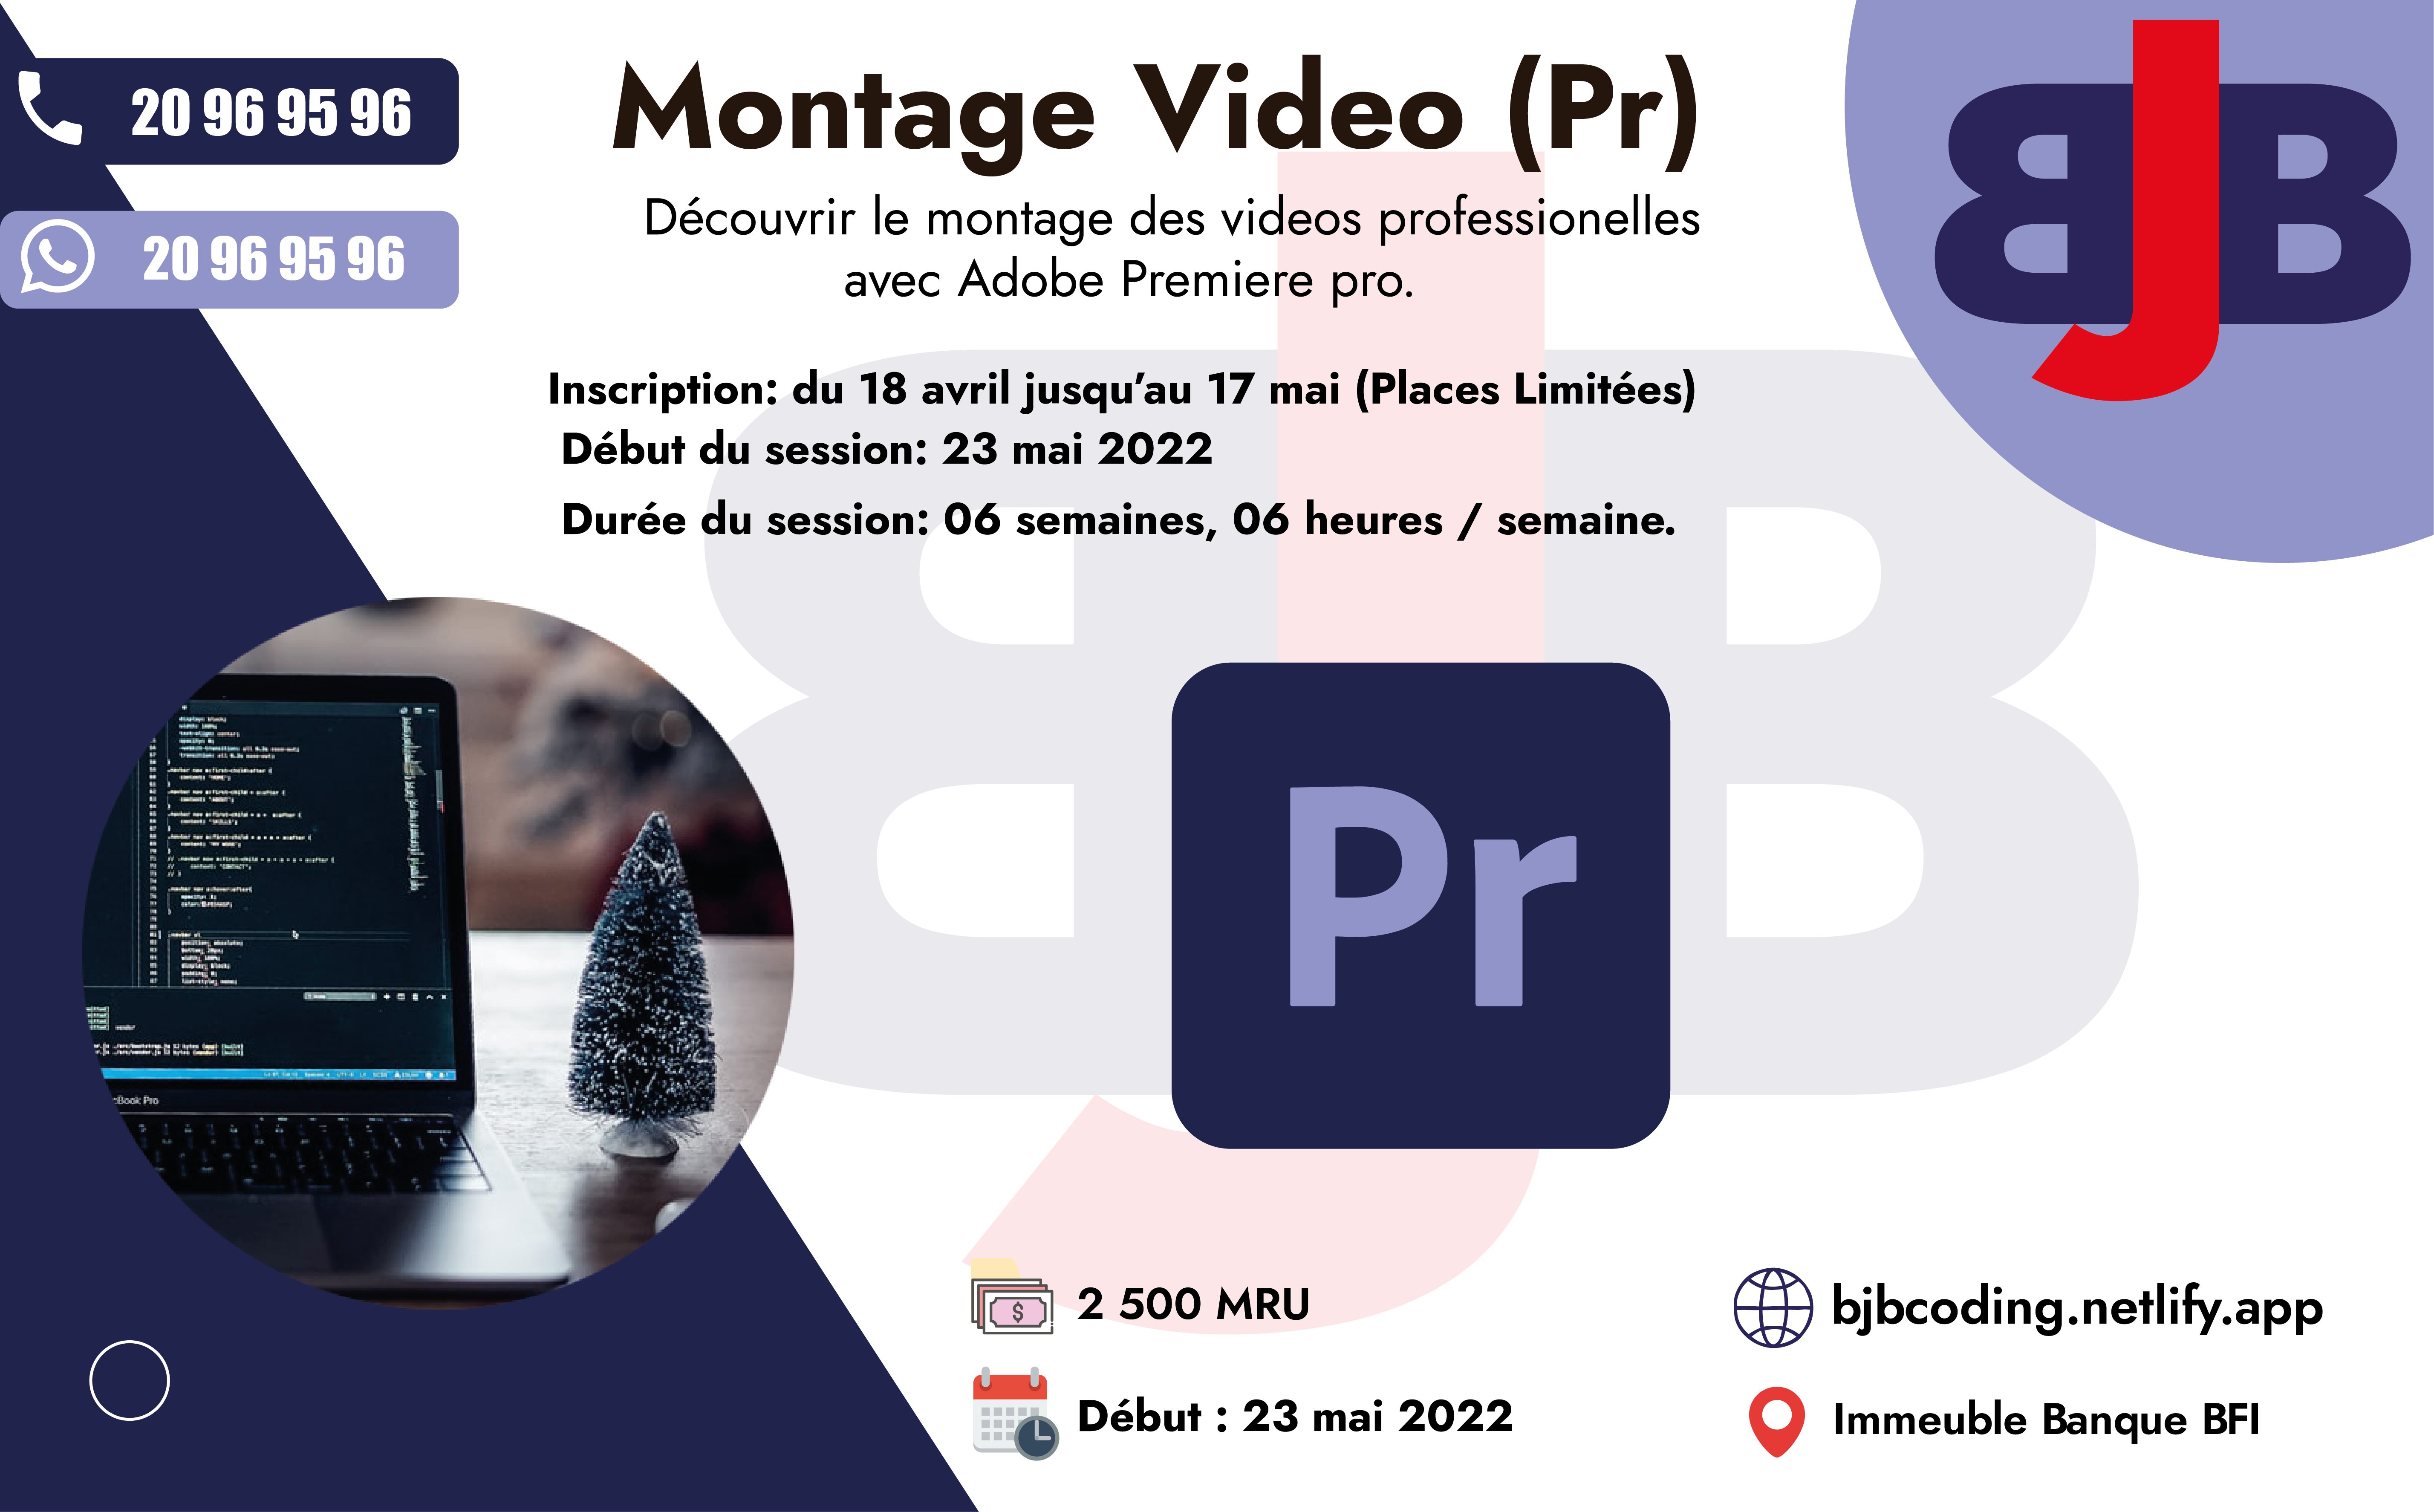 20 96 95 96
20 96 95 96
Montage Video (Pr)
Découvrir le montage des videos professionelles
avec Adobe Premiere pro.
BJB
Inscription: du 18 avril jusqu'au 17 mai (Places Limitées)
Début du session: 23 mai 2022
Durée du session: 06 semaines, 06 heures / semaine.
Pr
2 500 MRU
Début : 23 mai 2022
bjbcoding.netlify.app
Immeuble Banque BFI